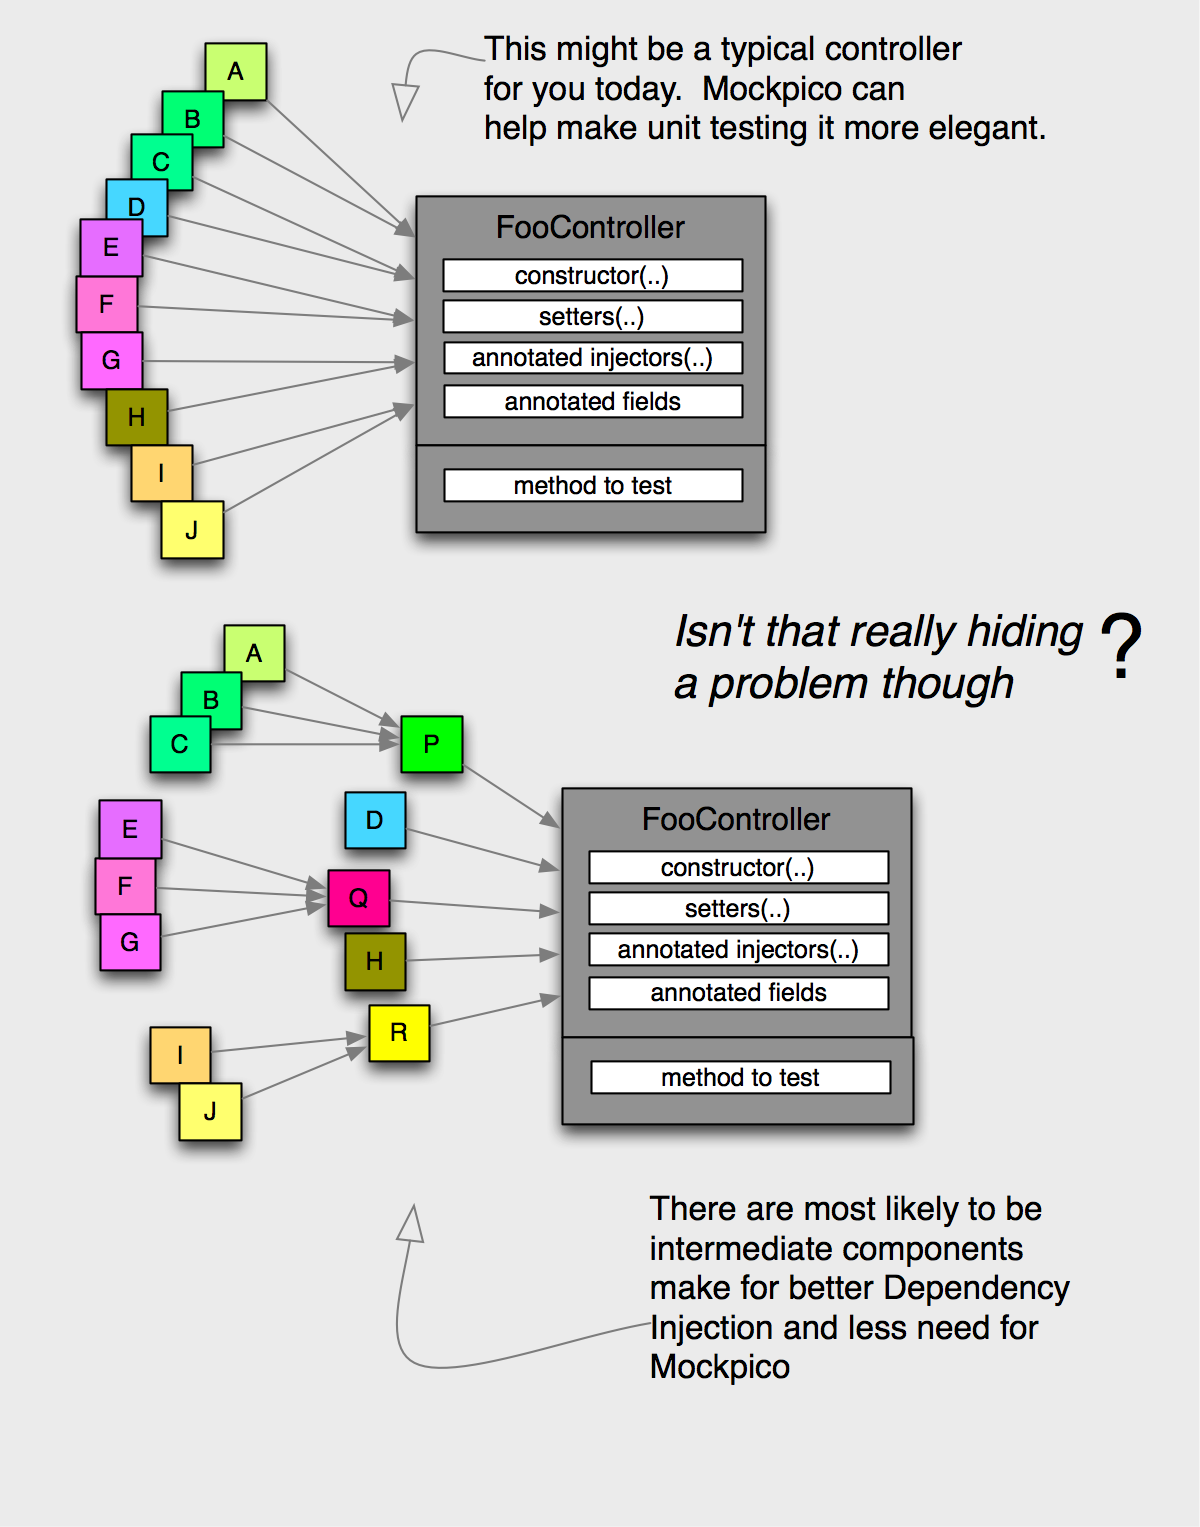 This might be a typical controller
for you today.  Mockpico can
help make unit testing it more elegant.
A
B
C
D
E
F
G
H
I
J
FooController
constructor(..)
setters(..)
annotated injectors(..)
annotated fields
method to test
Isn't that really hiding
a problem though
?
A
B
C
P
D
E
F
G
Q
H
I
J
R
FooController
constructor(..)
setters(..)
annotated injectors(..)
annotated fields
method to test
There are most likely to be
intermediate components
make for better Dependency
Injection and less need for
Mockpico